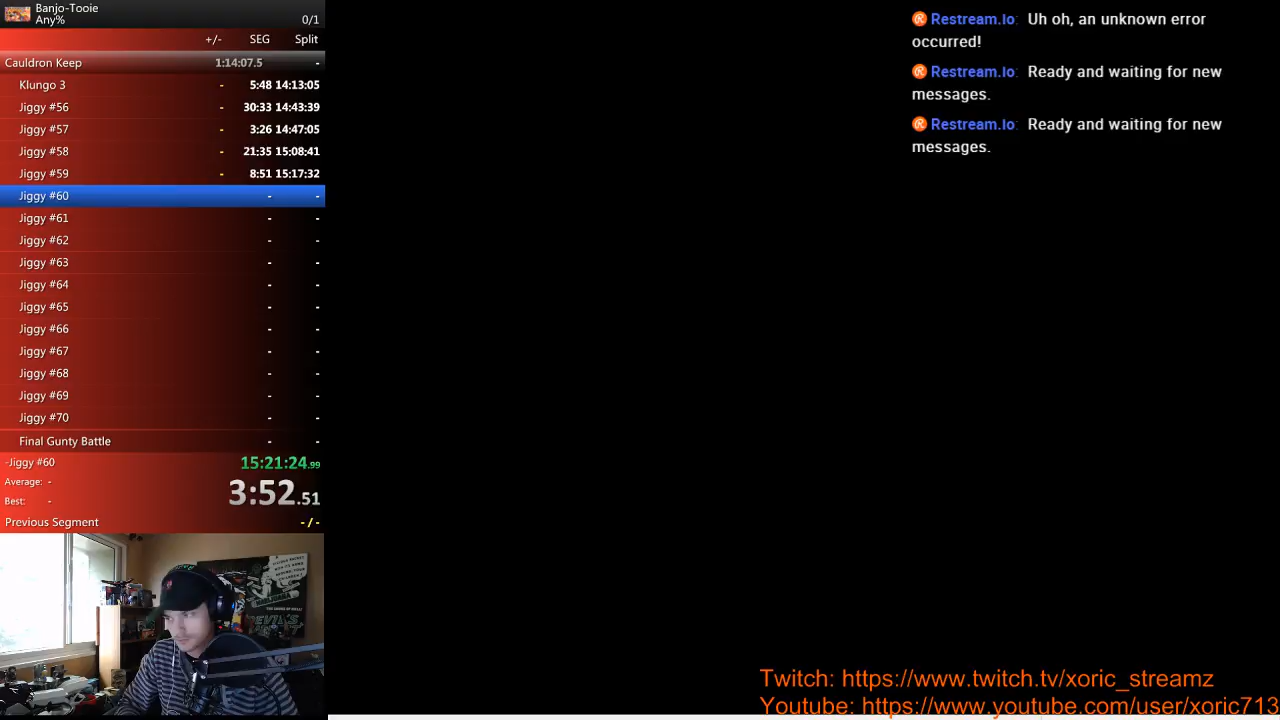 Banjo-Tooie
Any%
0/1
+/- SEG Split
Cauldron Keep 1:14:07.5 -
Klungo 3 - 5:48 14:13:05
Jiggy #56 - 30:33 14:43:39
Jiggy #57 - 3:26 14:47:05
Jiggy #58 - 21:35 15:08:41
Jiggy #59 - 8:51 15:17:32
Jiggy #60 - -
Jiggy #61 - -
Jiggy #62 - -
Jiggy #63 - -
Jiggy #64 - -
Jiggy #65 - -
Jiggy #66 - -
Jiggy #67 - -
Jiggy #68 - -
Jiggy #69 - -
Jiggy #70 - -
Final Gunty Battle - -
-Jiggy #60 15:21:24.99
Average: -
3:52.51
Best: -
Previous Segment - / -
Restream.io: Uh oh, an unknown error
occurred!
Restream.io: Ready and waiting for new
messages.
Restream.io: Ready and waiting for new
messages.
Twitch: https://www.twitch.tv/xoric_streamz
Youtube: https://www.youtube.com/user/xoric713